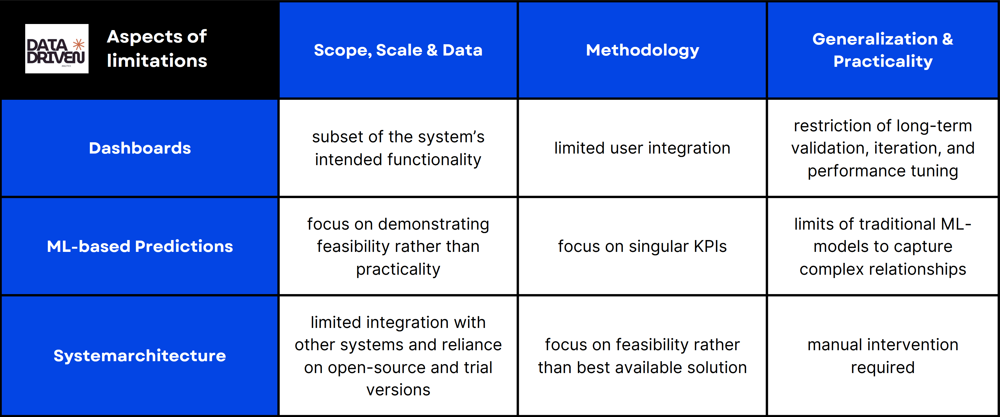 DATA
DRIVEN
ANALYTICS
Aspects of
limitations
Scope, Scale & Data
Methodology
Generalization &
Practicality
Dashboards
subset of the system’s
intended functionality
limited user integration
restriction of long-term
validation, iteration, and
performance tuning
ML-based Predictions
focus on demonstrating
feasibility rather than
practicality
focus on singular KPIs
limits of traditional ML-
models to capture
complex relationships
Systemarchitecture
limited integration with
other systems and reliance
on open-source and trial
versions
focus on feasibility rather
than best available solution
manual intervention
required